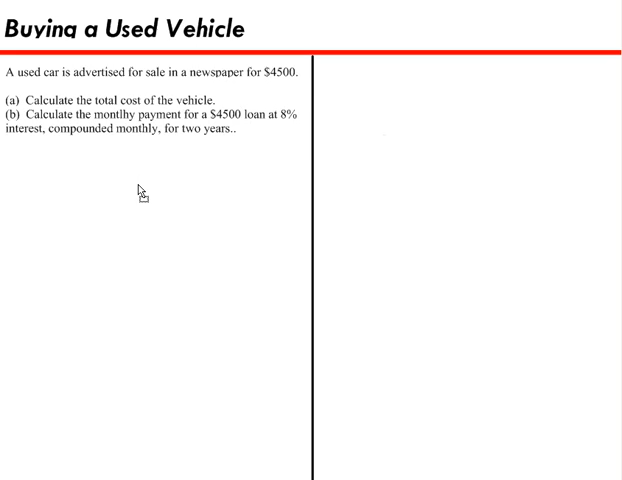 Buying a Used Vehicle
A used car is advertised for sale in a newspaper for $4500.
(a) Calculate the total cost of the vehicle.
(b) Calculate the montlhy payment for a $4500 loan at 8%
interest, compounded monthly, for two years..